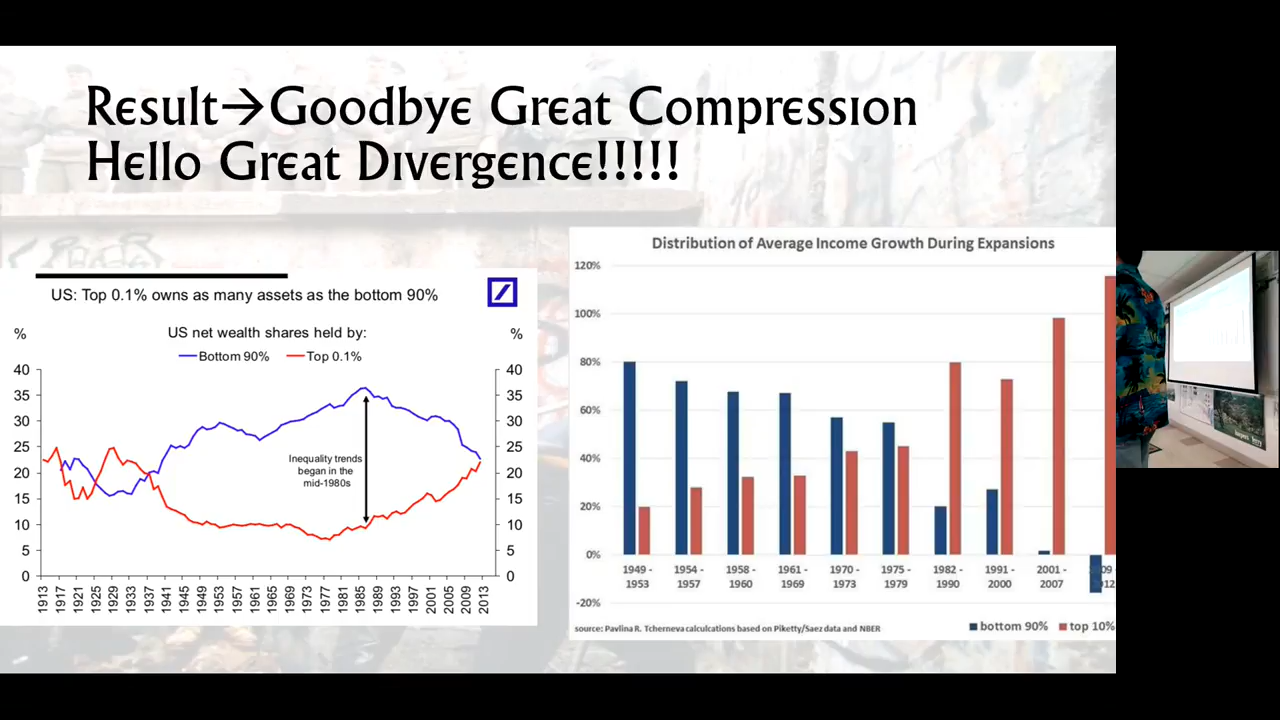 Result→Goodbye Great Compression
Hello Great Divergence!!!!!
US: Top 0.1% owns as many assets as the bottom 90%
US net wealth shares held by:
% %
Bottom 90% Top 0.1%
40 40
35 35
30 30
25 25
20 20
15 15
10 10
5 5
0 0
Inequality trends
began in the
mid-1980s
1913 1917 1921 1925 1929 1933 1937 1941 1945 1949 1953 1957 1961 1965 1969 1973 1977 1981 1985 1989 1993 1997 2001 2005 2009 2013
Distribution of Average Income Growth During Expansions
120%
100%
80%
60%
40%
20%
0%
-20%
1949 - 1954 - 1958 - 1961 - 1970 - 1975 - 1982 - 1991 - 2001 -
1953 1957 1960 1969 1973 1979 1990 2000 2007
bottom 90% top 10%
source: Pavlina R. Tcherneva calculcations based on Piketty/Saez data and NBER